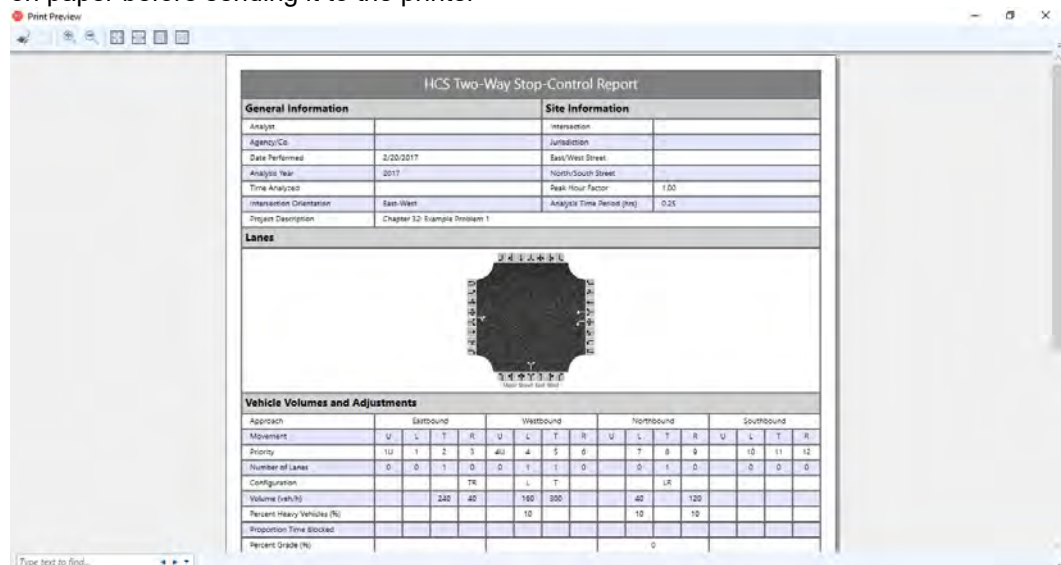 on paper before sending it to the printer
Print Preview
HCS Two-Way Stop-Control Report
General Information Site Information
Analyst Intersection
Agency/Co. Jurisdiction
Date Performed 2/20/2017 East/West Street
Analysis Year 2017 North/South Street
Time Analyzed Peak Hour Factor 1.00
Intersection Orientation East-West Analysis Time Period (hrs) 0.25
Project Description Chapter 32: Example Problem 1
Lanes
Major Street: East-West
Vehicle Volumes and Adjustments
Approach Eastbound Westbound Northbound Southbound
Movement U L T R U L T R U L T R U L T R
Priority 1U 1 2 3 4U 4 5 6 7 8 9 10 11 12
Number of Lanes 0 0 1 0 0 1 1 0 0 1 0 0 0 0
Configuration TR L T LR
Volume (veh/h) 240 40 160 300 40 120
Percent Heavy Vehicles (%) 10 10 10
Proportion Time Blocked
Percent Grade (%) 0
Type text to find...